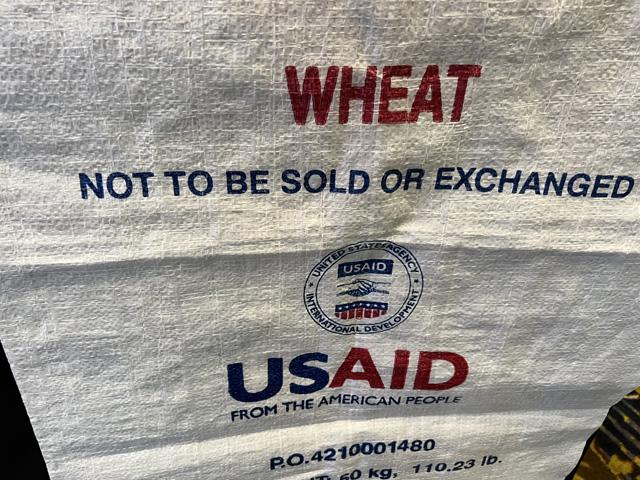 WHEAT
NOT TO BE SOLD OR EXCHANGED
UNITED STATES AGENCY
USAID
INTERNATIONAL DEVELOPMENT
USAID
FROM THE AMERICAN PEOPLE
P.O.4210001480
50 kg, 110.23 lb.